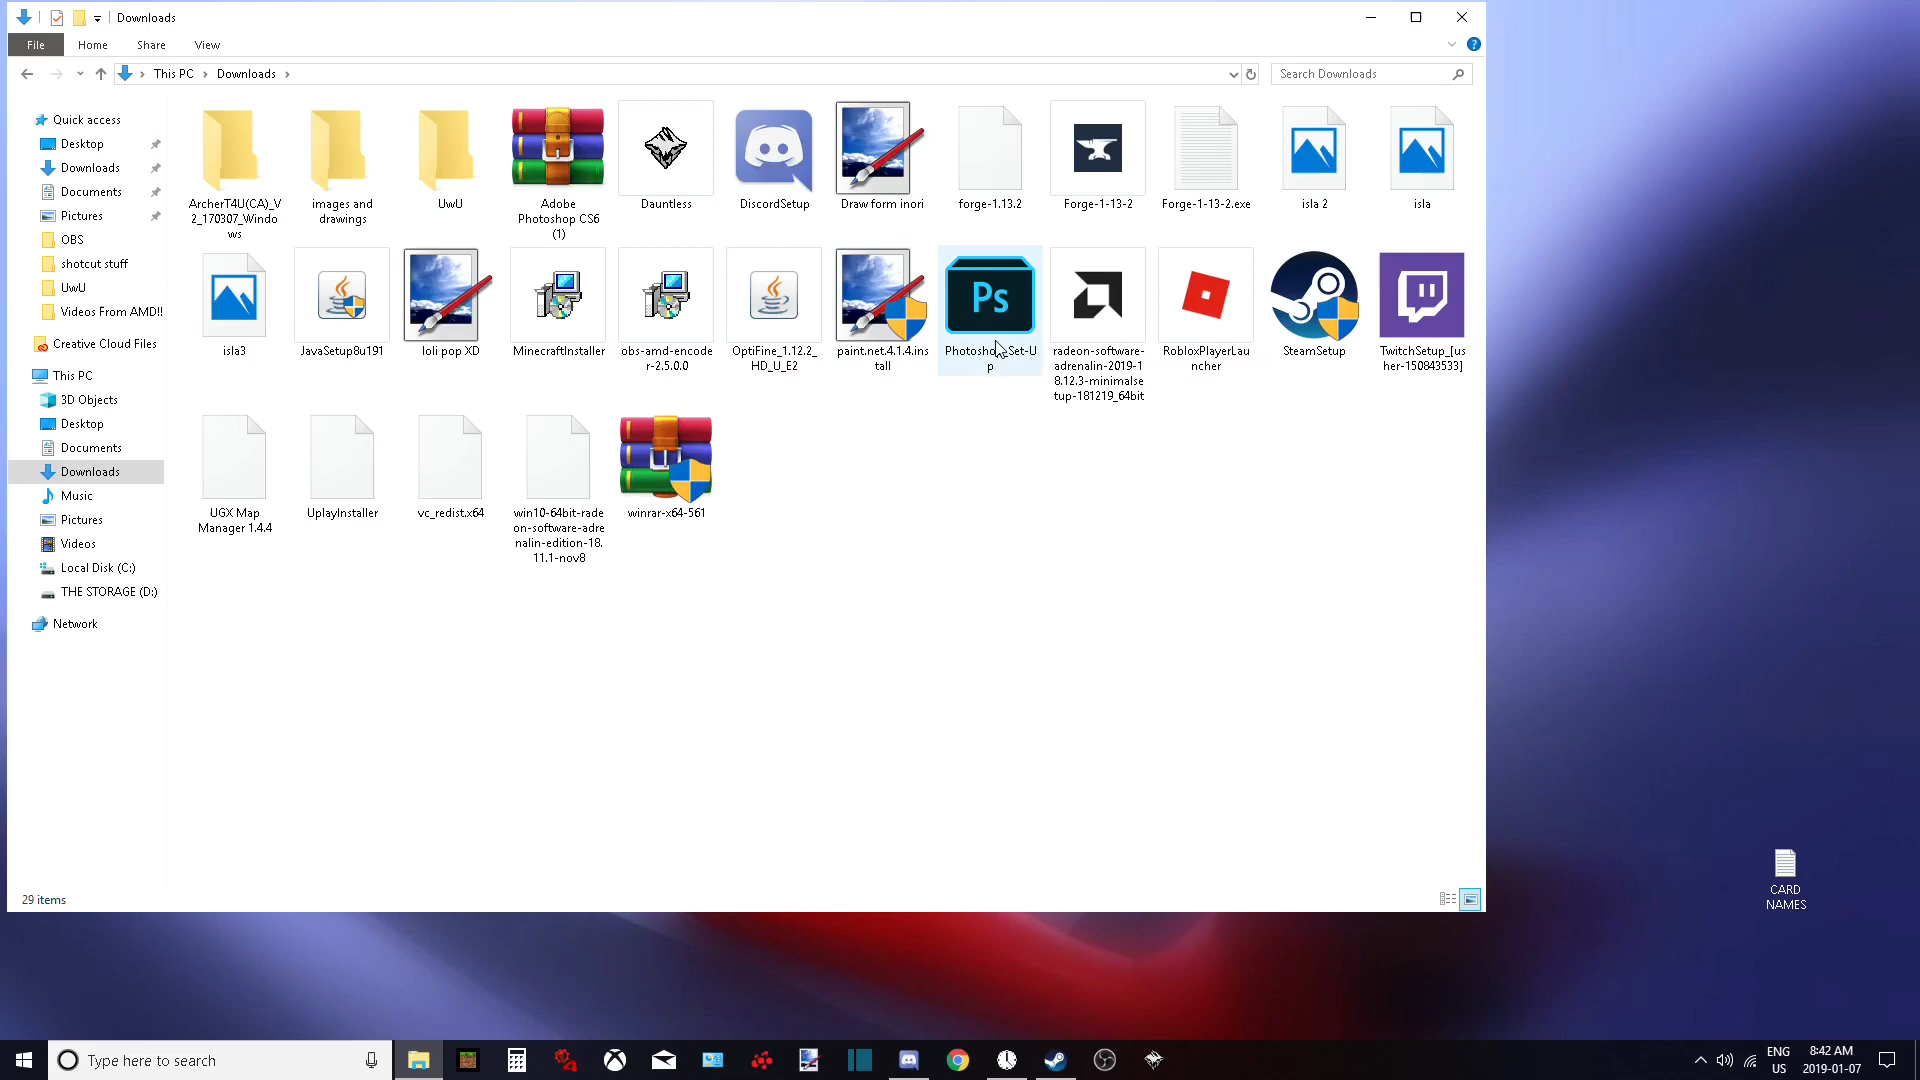 Downloads
File Home Share View
This PC Downloads
Search Downloads
Quick access
Desktop
Downloads
Documents
Pictures
OBS
shotcut stuff
UwU
Videos From AMD!!
Creative Cloud Files
This PC
3D Objects
Desktop
Documents
Downloads
Music
Pictures
Videos
Local Disk (C:)
THE STORAGE (D:)
Network
ArcherT4U(CA)_V
2_170307_Windo
ws
images and
drawings
UwU
Adobe
Photoshop CS6
(1)
Dauntless
DiscordSetup
Draw form inori
forge-1.13.2
Forge-1-13-2
Forge-1-13-2.exe
isla 2
isla
isla3
JavaSetup8u191
loli pop XD
MinecraftInstaller
obs-amd-encode
r-2.5.0.0
OptiFine_1.12.2_
HD_U_E2
paint.net.4.1.4.ins
tall
Ps
Set-U
p
radeon-software-
adrenalin-2019-1
8.12.3-minimalse
tup-181219_64bit
RobloxPlayerLau
ncher
SteamSetup
TwitchSetup_[us
her-150843533]
UGX Map
Manager 1.4.4
UplayInstaller
vc_redist.x64
win10-64bit-rade
on-software-adre
nalin-edition-18.
11.1-nov8
winrar-x64-561
29 items
CARD
NAMES
Type here to search
ENG
US
8:42 AM
2019-01-07